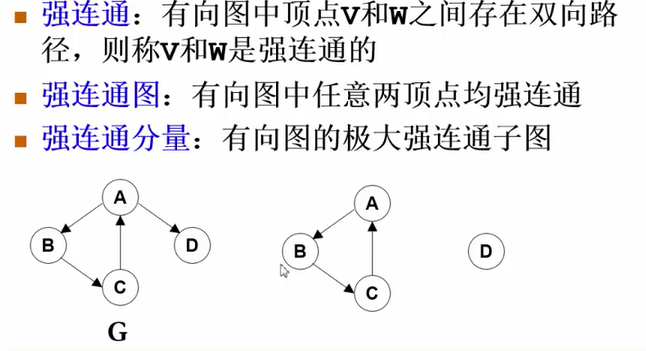 强连通：有向图中顶点V和W之间存在双向路
径，则称V和W是强连通的
强连通图：有向图中任意两顶点均强连通
强连通分量：有向图的极大强连通子图
A
B
D
C
G
A
B
C
D